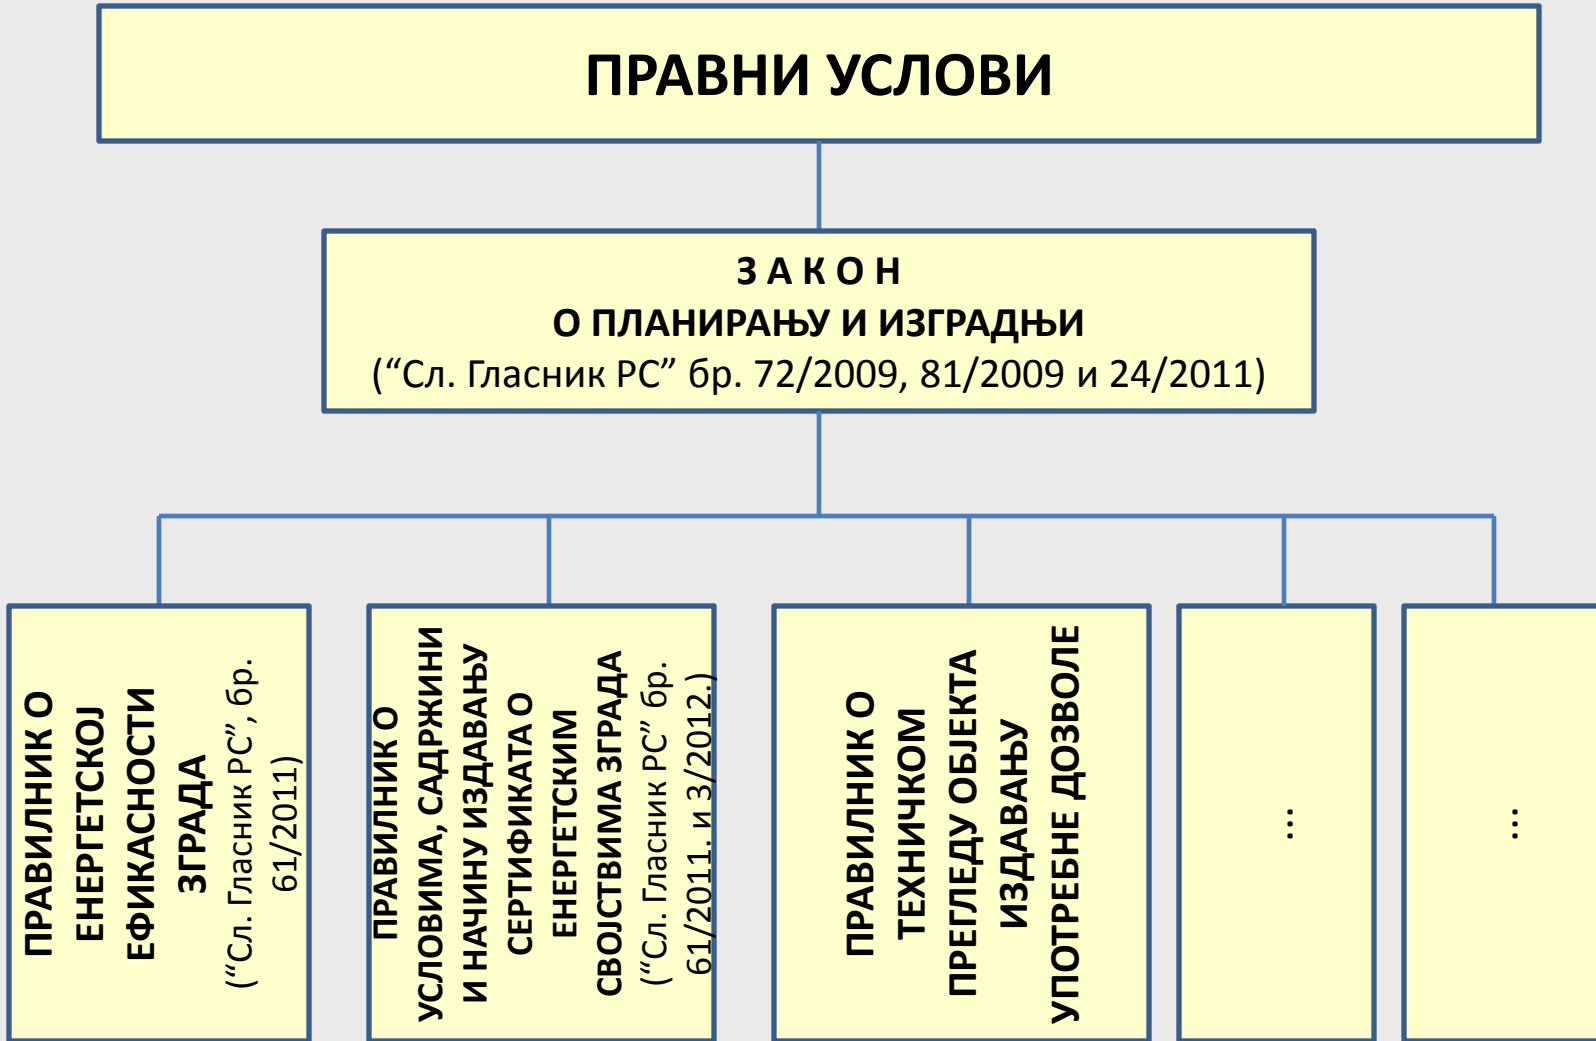 ПРАВНИ УСЛОВИ
З А К О Н
О ПЛАНИРАЊУ И ИЗГРАДЊИ
(“Сл. Гласник РС” бр. 72/2009, 81/2009 и 24/2011)
ПРАВИЛНИК О
ЕНЕРГЕТСКОЈ
ЕФИКАСНОСТИ
ЗГРАДА
(“Сл. Гласник РС”, бр.
61/2011)
ПРАВИЛНИК О
УСЛОВИМА, САДРЖИНИ
И НАЧИНУ ИЗДАВАЊУ
СЕРТИФИКАТА О
ЕНЕРГЕТСКИМ
СВОЈСТВИМА ЗГРАДА
(“Сл. Гласник РС” бр.
61/2011. и 3/2012.)
ПРАВИЛНИК О
ТЕХНИЧКОМ
ПРЕГЛЕДУ ОБЈЕКТА
ИЗДАВАЊУ
УПОТРЕБНЕ ДОЗВОЛЕ
...
...